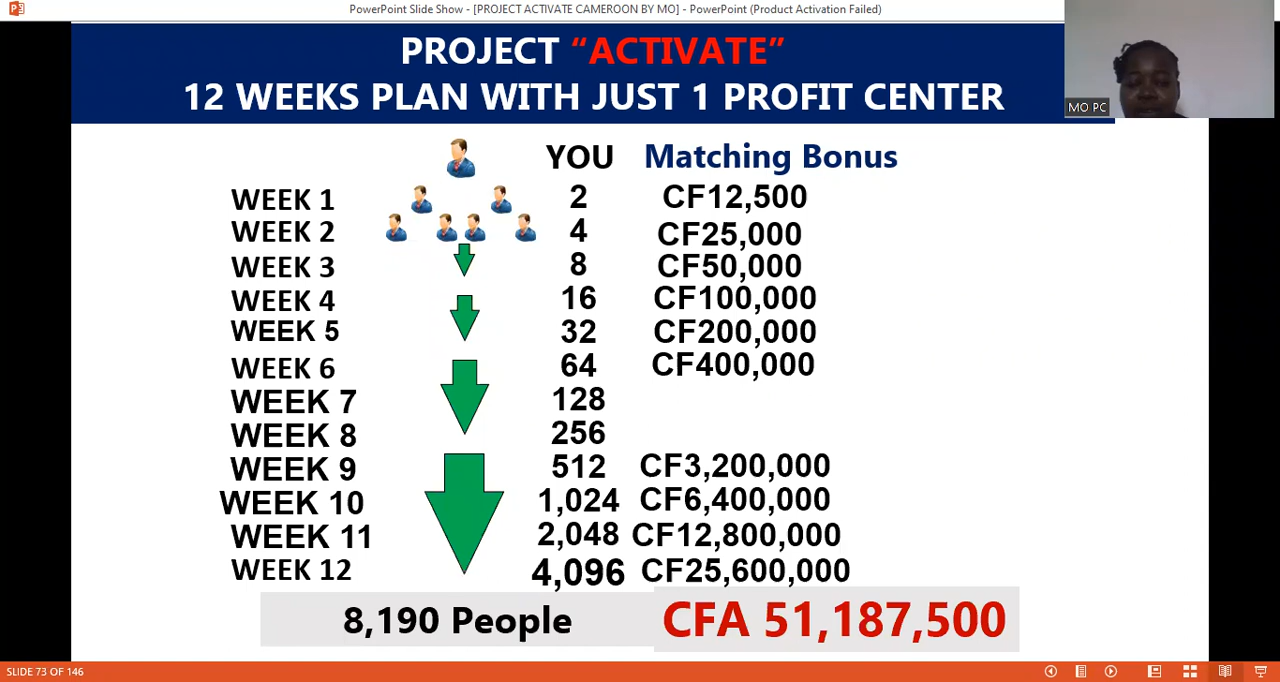 PowerPoint Slide Show - [PROJECT ACTIVATE CAMEROON BY MO] - PowerPoint (Product Activation Failed)
PROJECT “ACTIVATE”
12 WEEKS PLAN WITH JUST 1 PROFIT CENTER
MO PC
YOU Matching Bonus
WEEK 1 2 CF12,500
WEEK 2 4 CF25,000
WEEK 3 8 CF50,000
WEEK 4 16 CF100,000
WEEK 5 32 CF200,000
WEEK 6 64 CF400,000
WEEK 7 128
WEEK 8 256
WEEK 9 512 CF3,200,000
WEEK 10 1,024 CF6,400,000
WEEK 11 2,048 CF12,800,000
WEEK 12 4,096 CF25,600,000
8,190 People CFA 51,187,500
SLIDE 73 OF 146